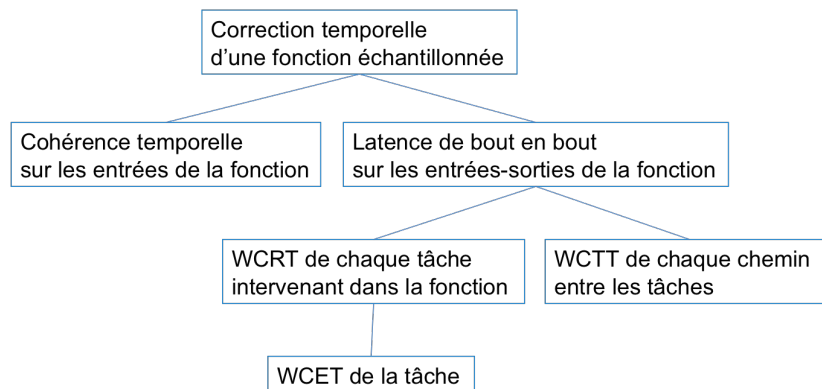 Correction temporelle
d’une fonction échantillonnée
Cohérence temporelle
sur les entrées de la fonction
Latence de bout en bout
sur les entrées-sorties de la fonction
WCRT de chaque tâche
intervenant dans la fonction
WCTT de chaque chemin
entre les tâches
WCET de la tâche